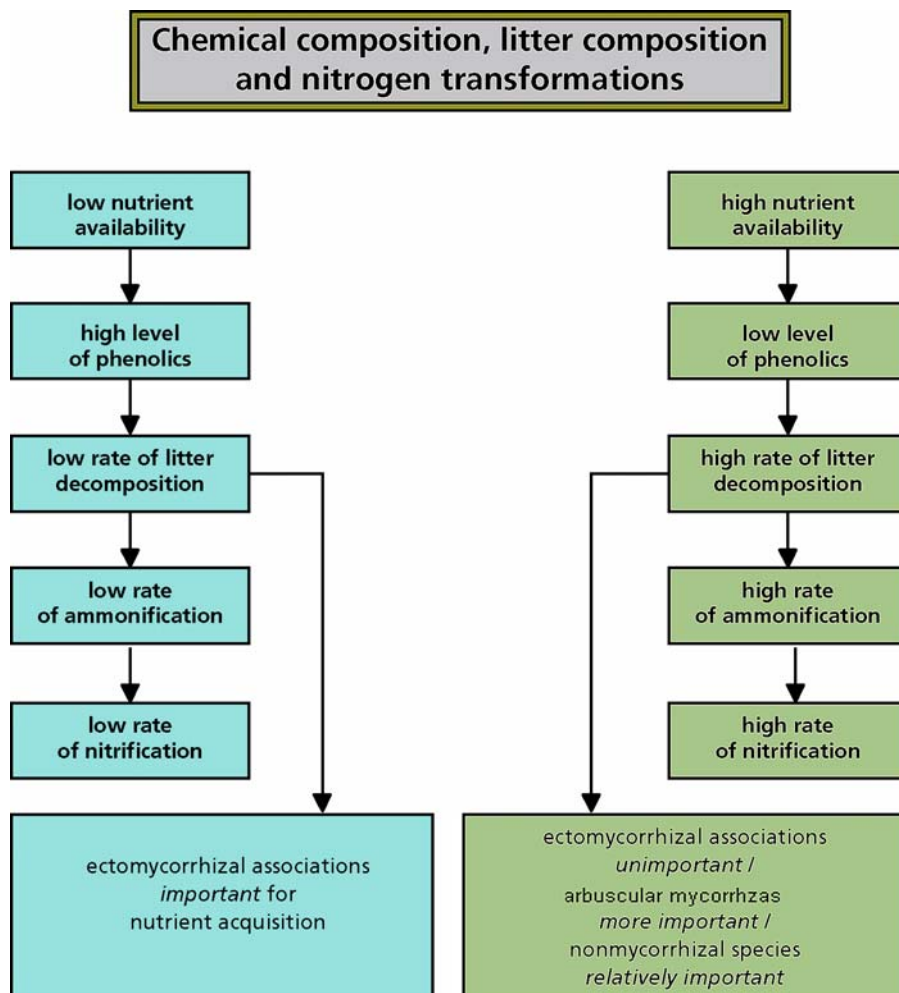 Chemical composition, litter composition
and nitrogen transformations
low nutrient
availability
high level
of phenolics
low rate of litter
decomposition
low rate
of ammonification
low rate
of nitrification
ectomycorrhizal associations
important for
nutrient acquisition
high nutrient
availability
low level
of phenolics
high rate of litter
decomposition
high rate
of ammonification
high rate
of nitrification
ectomycorrhizal associations
unimportant /
arbuscular mycorrhzas
more important /
nonmycorrhizal species
relatively important